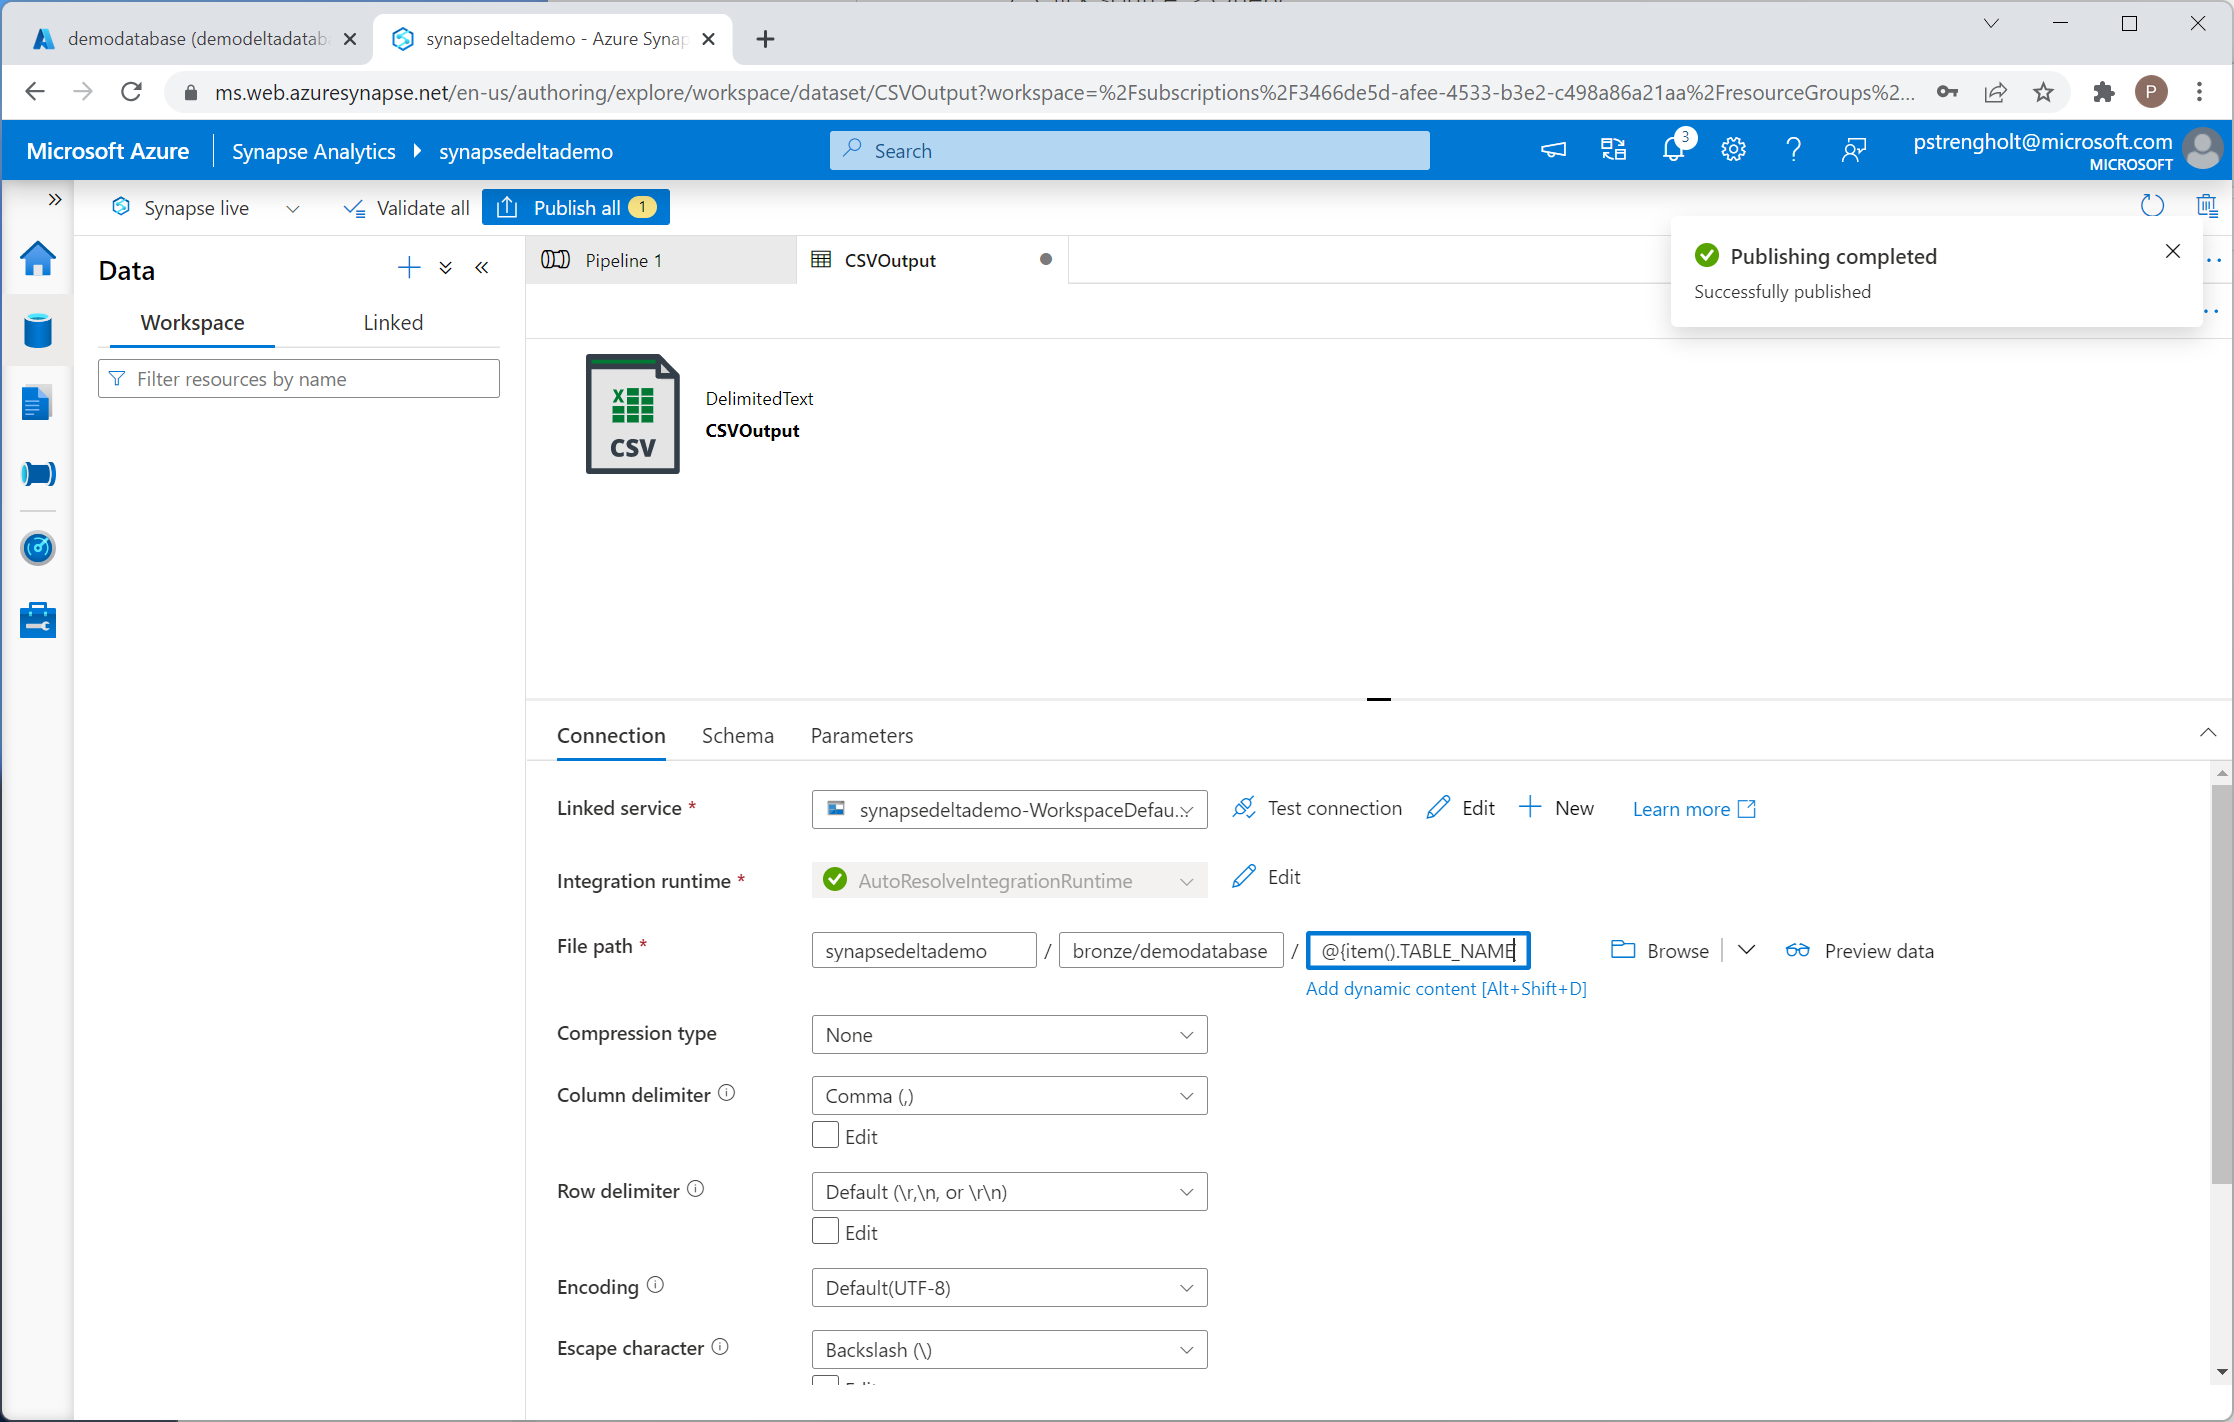 demodatabase (demodeltadatab
synapsedeltademo - Azure Synap
ms.web.azuresynapse.net/en-us/authoring/explore/workspace/dataset/CSVOutput?workspace=%2Fsubscriptions%2F3466de5d-afee-4533-b3e2-c498a86a21aa%2FresourceGroups%2...
P
Microsoft Azure
Synapse Analytics
synapsedeltademo
Search
3
pstrengholt@microsoft.com
MICROSOFT
Synapse live
Validate all
Publish all 1
Data
Pipeline 1
CSVOutput
Publishing completed
Successfully published
Workspace
Linked
Filter resources by name
CSV
DelimitedText
CSVOutput
Connection
Schema
Parameters
Linked service *
synapsedeltademo-WorkspaceDefau...
Test connection
Edit
New
Learn more
Integration runtime *
AutoResolveIntegrationRuntime
Edit
File path *
synapsedeltademo
/
bronze/demodatabase
/
@{item().TABLE_NAME
Browse
Preview data
Add dynamic content [Alt+Shift+D]
Compression type
None
Column delimiter
Comma (,)
Edit
Row delimiter
Default (\r,\n, or \r\n)
Edit
Encoding
Default(UTF-8)
Escape character
Backslash (\)